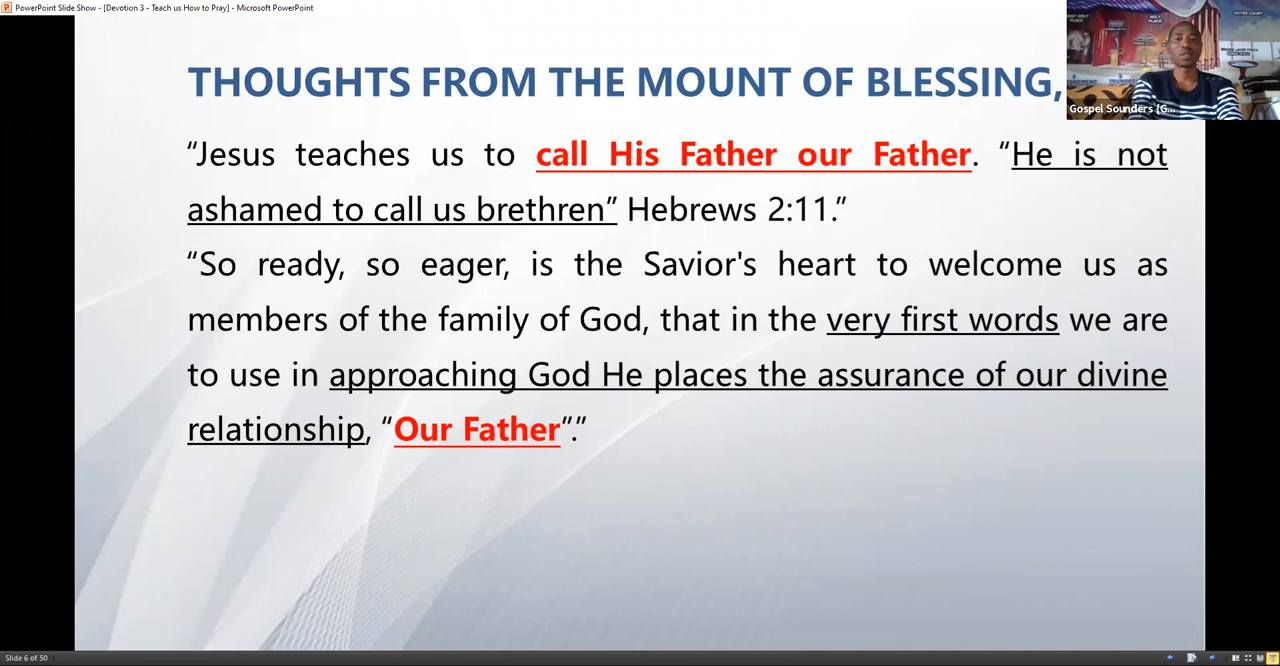 PowerPoint Slide Show - [Devotion 3 - Teach us How to Pray] - Microsoft PowerPoint
THOUGHTS FROM THE MOUNT OF BLESSING,
HOLY
PLACE
OUTER COURT
Gospel Sounders (G...
“Jesus teaches us to call His Father our Father. “He is not
ashamed to call us brethren” Hebrews 2:11.”
“So ready, so eager, is the Savior's heart to welcome us as
members of the family of God, that in the very first words we are
to use in approaching God He places the assurance of our divine
relationship, “Our Father”.”
Slide 6 of 50